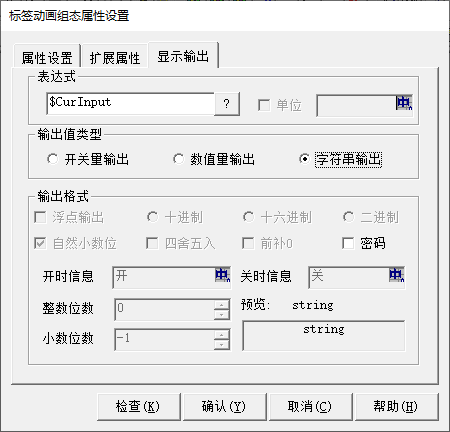 标签动画组态属性设置
属性设置 扩展属性 显示输出
表达式
$CurInput ? 单位
输出值类型
开关量输出 数值量输出 字符串输出
输出格式
浮点输出 十进制 十六进制 二进制
自然小数位 四舍五入 前补0 密码
开时信息 开 关时信息 关
整数位数 0 预览: string
小数位数 -1 string
检查(K) 确认(Y) 取消(C) 帮助(H)